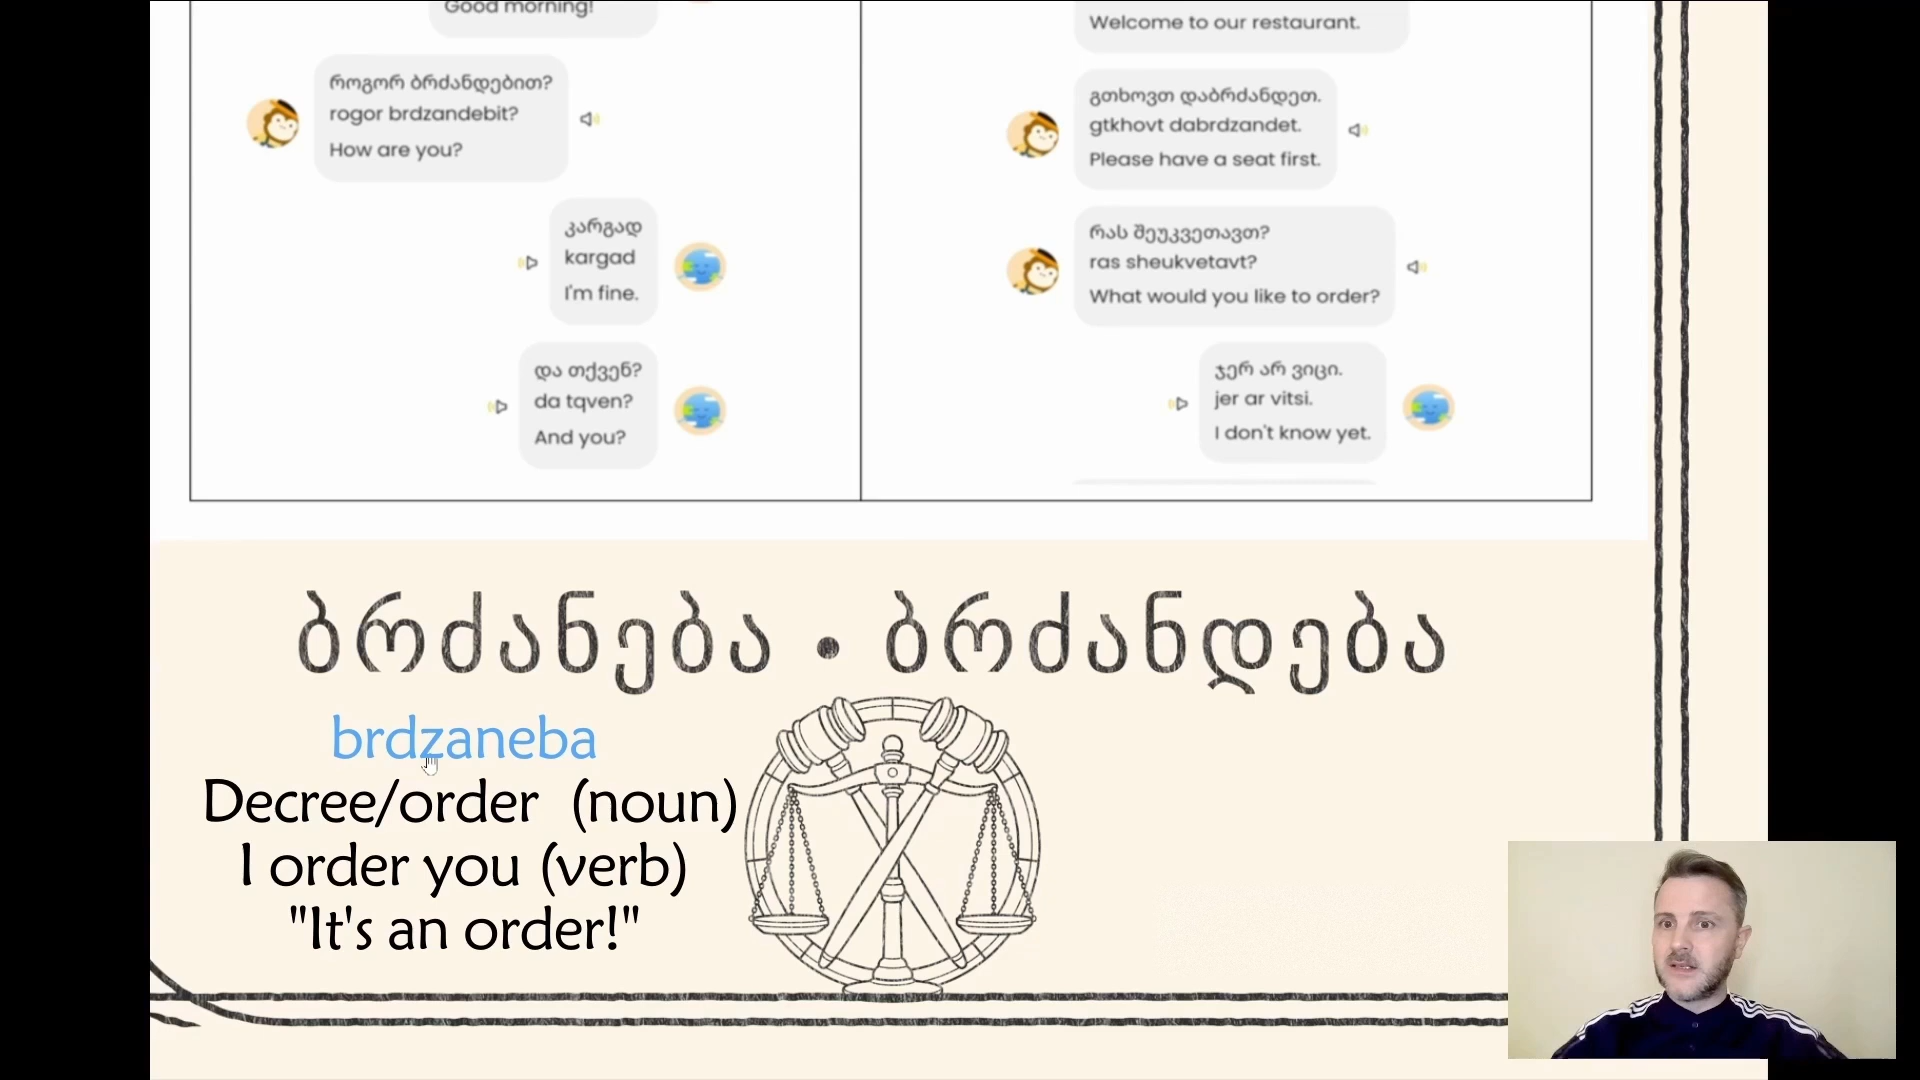 Good morning!
როგორ ბრძანდებით?
rogor brdzandebit?
How are you?
კარგად
kargad
I'm fine.
და თქვენ?
da tqven?
And you?
Welcome to our restaurant.
გთხოვთ დაბრძანდეთ.
gtkhovt dabrdzandet.
Please have a seat first.
რას შეუკვეთავთ?
ras sheukvetavt?
What would you like to order?
ჯერ არ ვიცი.
jer ar vitsi.
I don't know yet.
ბრძანება • ბრძანდება
brdzaneba
Decree/order (noun)
I order you (verb)
"It's an order!"